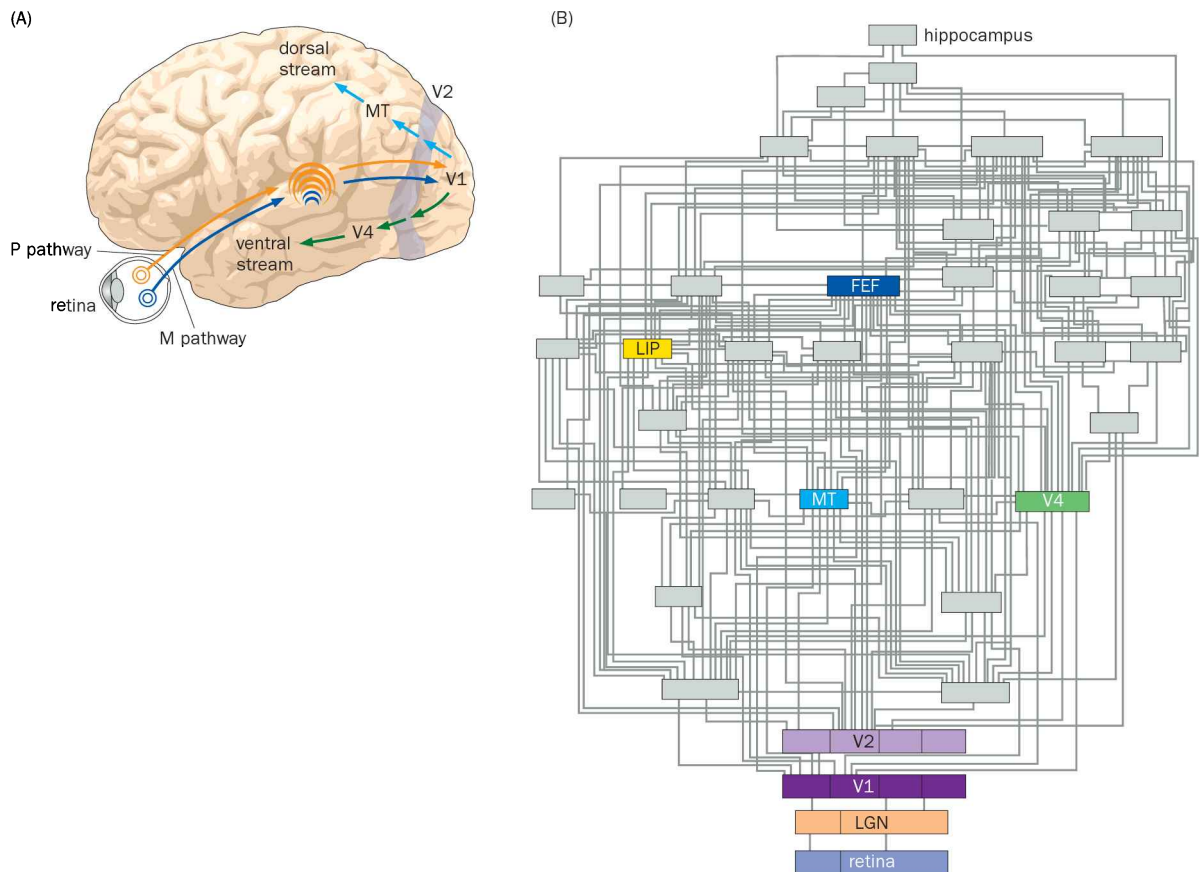 (A)
dorsal
stream
V2
MT
V1
V4
ventral
stream
P pathway
retina
M pathway
(B)
hippocampus
FEF
LIP
MT
V4
V2
V1
LGN
retina